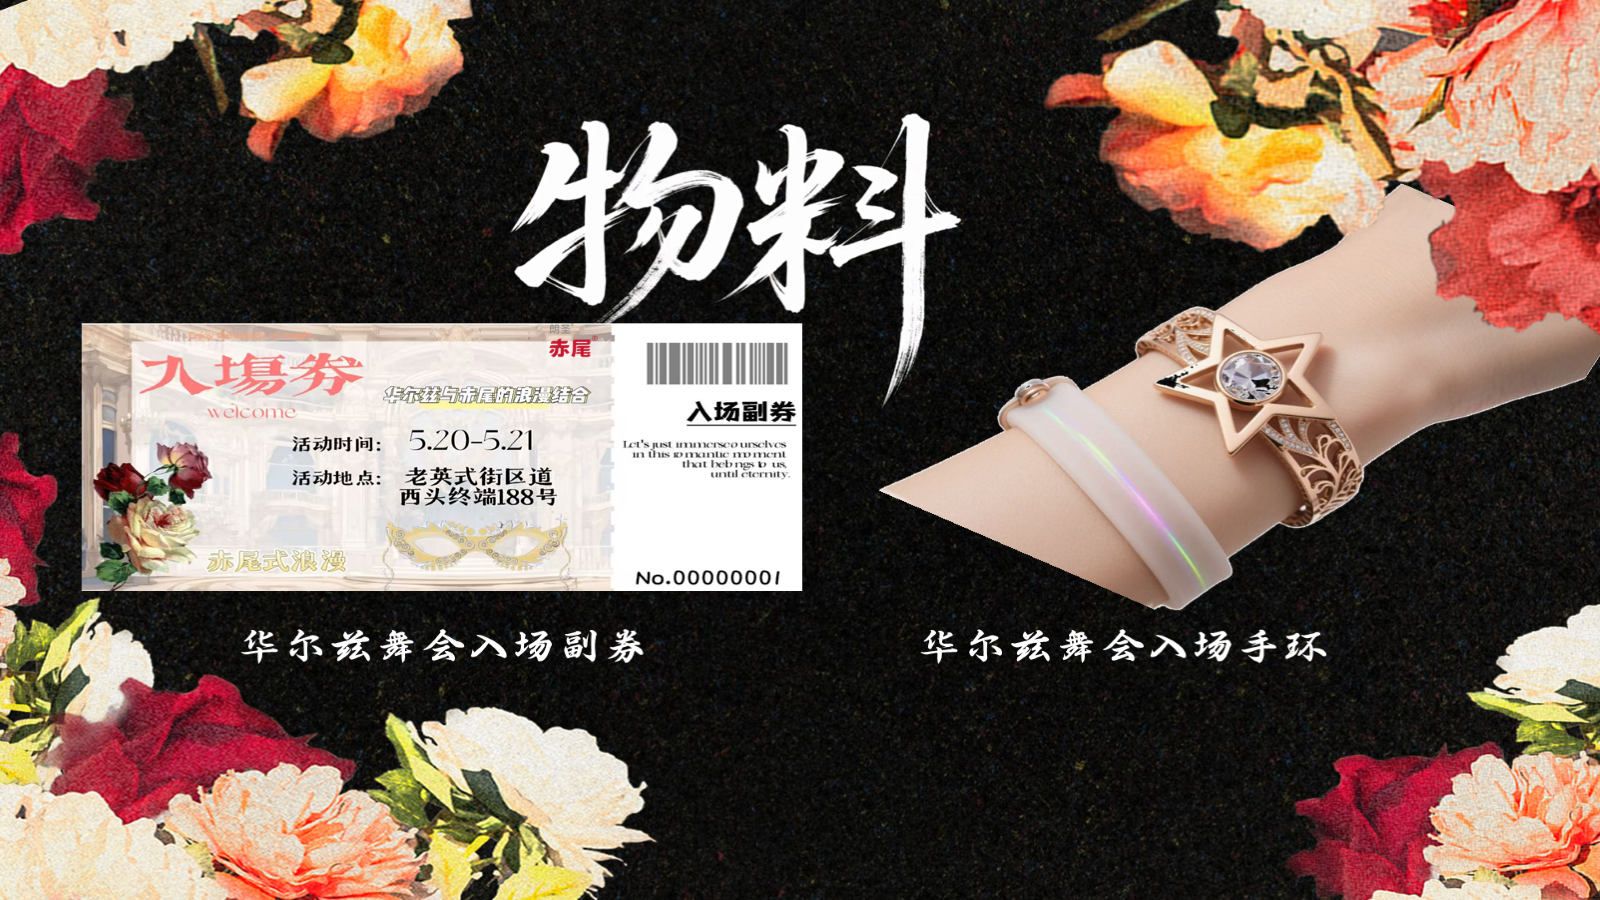 物料
朗圣
赤尾
入場券
welcome
华尔兹与赤尾的浪漫结合
活动时间： 5.20-5.21
活动地点： 老英式街区道
西头终端188号
赤尾式浪漫
入场副券
Let's just immerse ourselves
in this romantic moment
that belongs to us,
until eternity.
No.00000001
华尔兹舞会入场副券
华尔兹舞会入场手环